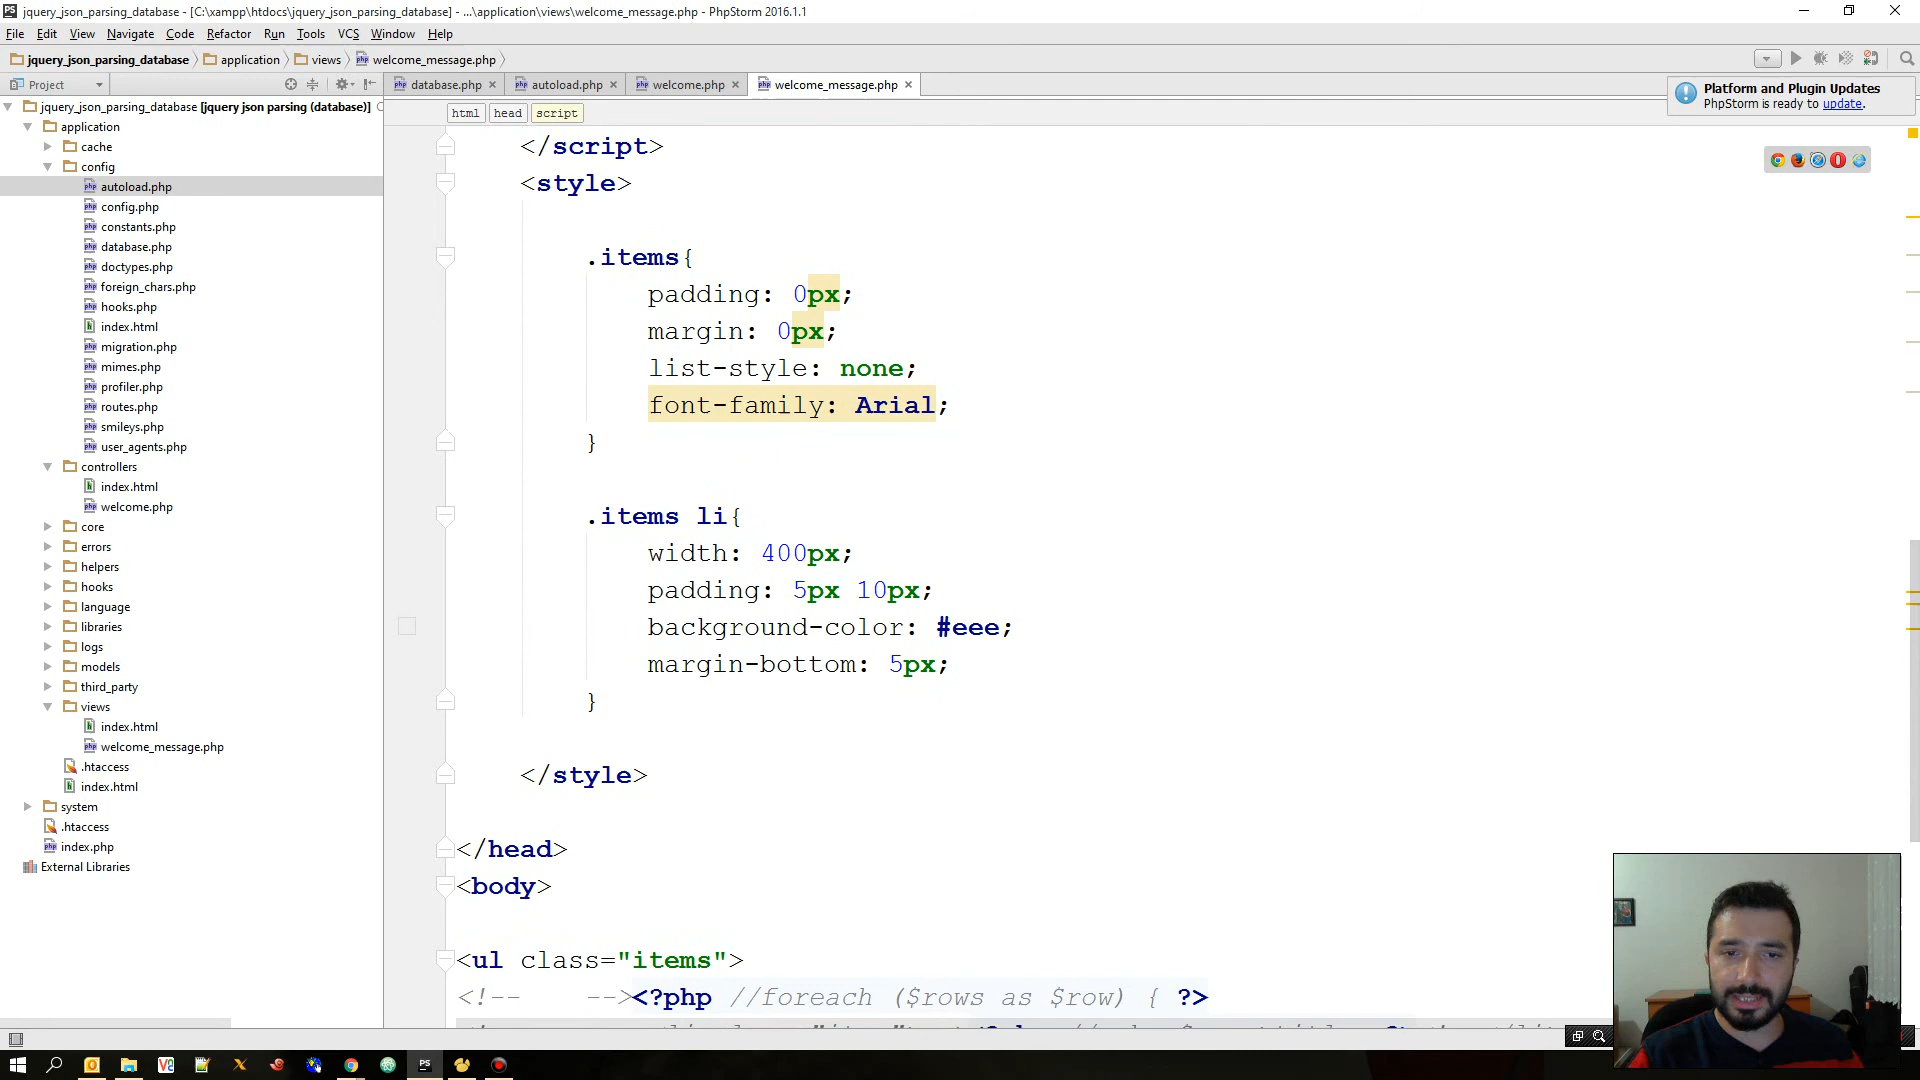 jquery_json_parsing_database - [C:\xampp\htdocs\jquery_json_parsing_database] - ...\application\views\welcome_message.php - PhpStorm 2016.1.1
File Edit View Navigate Code Refactor Run Tools VCS Window Help
jquery_json_parsing_database application views welcome_message.php
Project
database.php autoload.php welcome.php welcome_message.php
Platform and Plugin Updates
PhpStorm is ready to update.
html head script
jquery_json_parsing_database [jquery json parsing (database)]
application
cache
config
autoload.php
config.php
constants.php
database.php
doctypes.php
foreign_chars.php
hooks.php
index.html
migration.php
mimes.php
profiler.php
routes.php
smileys.php
user_agents.php
controllers
index.html
welcome.php
core
errors
helpers
hooks
language
libraries
logs
models
third_party
views
index.html
welcome_message.php
.htaccess
index.html
system
.htaccess
index.php
External Libraries
</script>
<style>
.items{
padding: 0px;
margin: 0px;
list-style: none;
font-family: Arial;
}
.items li{
width: 400px;
padding: 5px 10px;
background-color: #eee;
margin-bottom: 5px;
}
</style>
</head>
<body>
<ul class="items">
<!-- --><?php //foreach ($rows as $row) { ?>